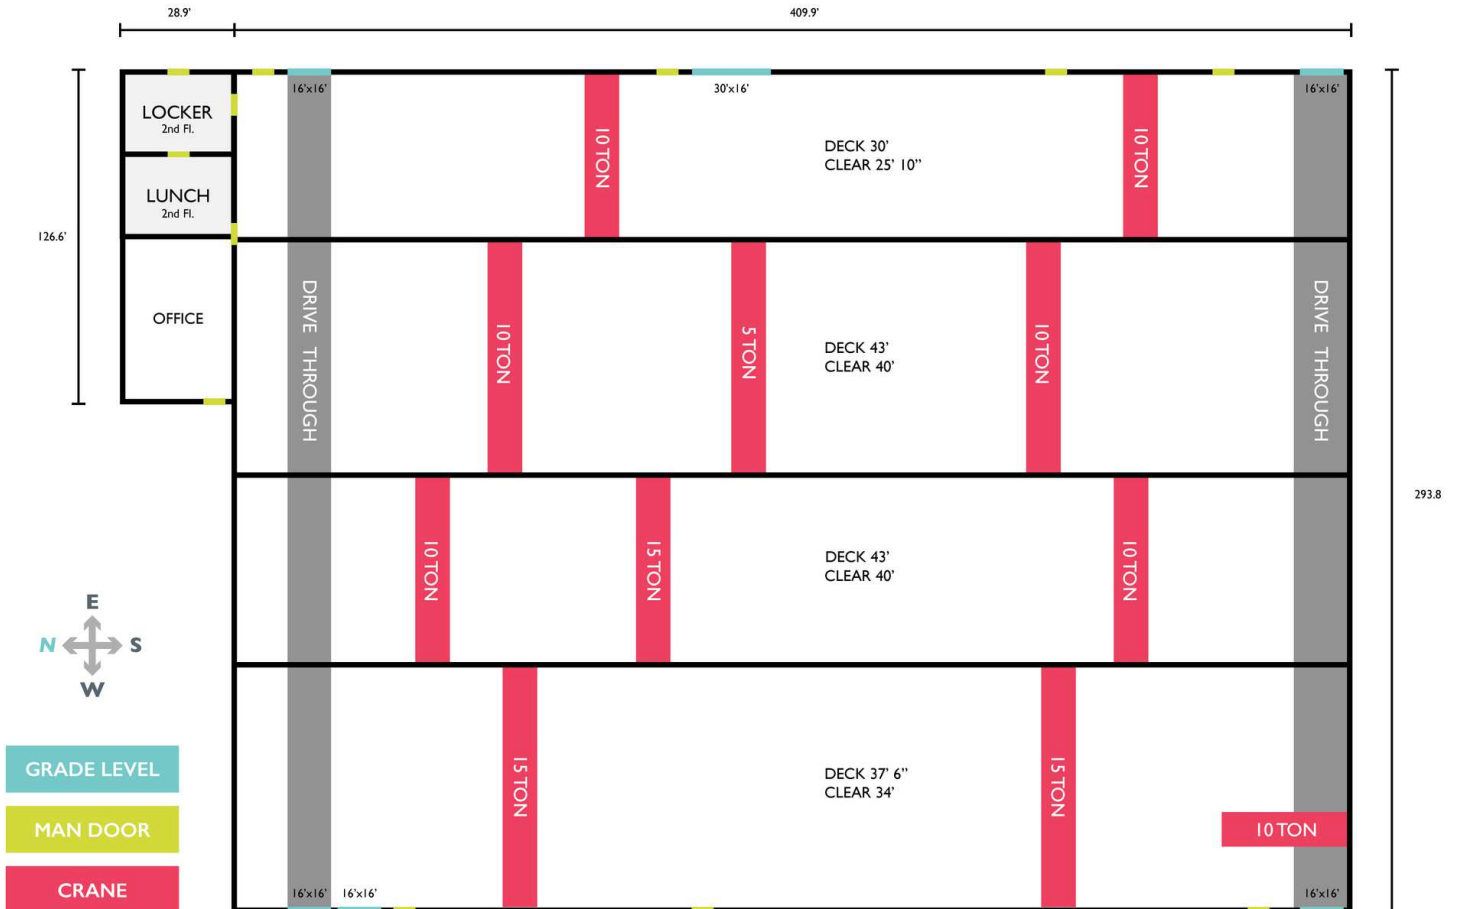 28.9'
409.9'
16'x16'
30'x16'
16'x16'
LOCKER
2nd Fl.
10 TON
10 TON
DECK 30'
CLEAR 25' 10”
LUNCH
2nd Fl.
126.6'
OFFICE
DRIVE THROUGH
10 TON
5 TON
DECK 43'
CLEAR 40'
10 TON
DRIVE THROUGH
293.8
10 TON
15 TON
DECK 43'
CLEAR 40'
10 TON
E
N
S
W
GRADE LEVEL
MAN DOOR
CRANE
15 TON
DECK 37' 6”
CLEAR 34'
15 TON
10 TON
16'x16'
16'x16'
16'x16'